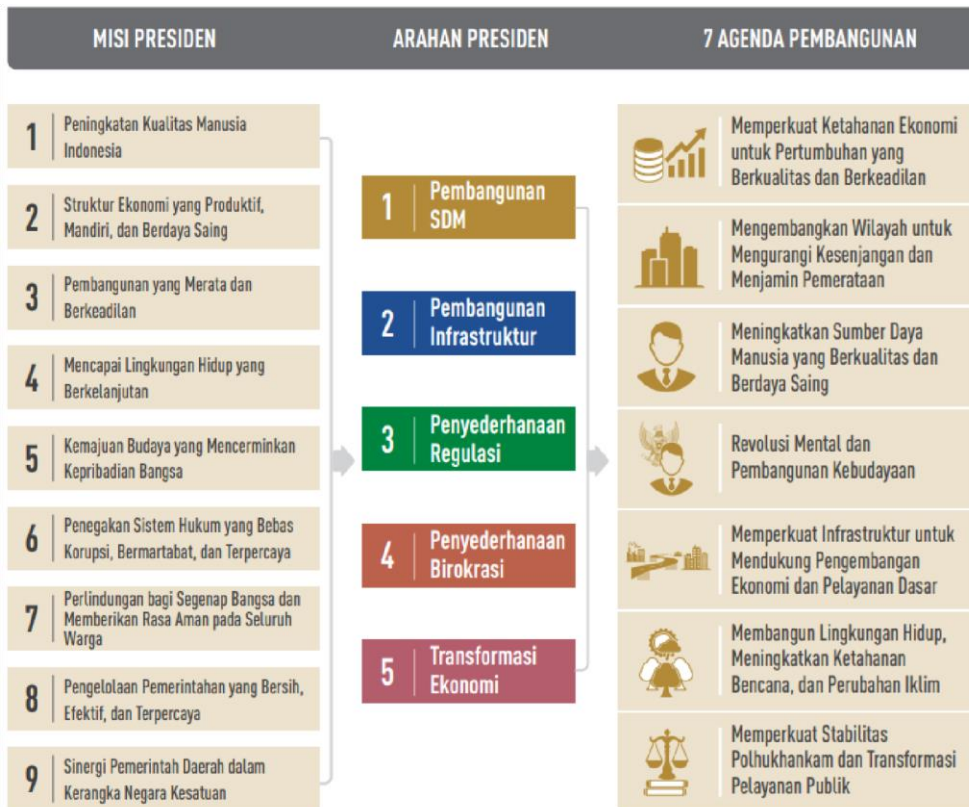 MISI PRESIDEN
ARAHAN PRESIDEN
7 AGENDA PEMBANGUNAN
1
Peningkatan Kualitas Manusia
Indonesia
2
Struktur Ekonomi yang Produktif,
Mandiri, dan Berdaya Saing
3
Pembangunan yang Merata dan
Berkeadilan
4
Mencapai Lingkungan Hidup yang
Berkelanjutan
5
Kemajuan Budaya yang Mencerminkan
Kepribadian Bangsa
6
Penegakan Sistem Hukum yang Bebas
Korupsi, Bermartabat, dan Terpercaya
7
Perlindungan bagi Segenap Bangsa dan
Memberikan Rasa Aman pada Seluruh
Warga
8
Pengelolaan Pemerintahan yang Bersih,
Efektif, dan Terpercaya
9
Sinergi Pemerintah Daerah dalam
Kerangka Negara Kesatuan
1
Pembangunan
SDM
2
Pembangunan
Infrastruktur
3
Penyederhanaan
Regulasi
4
Penyederhanaan
Birokrasi
5
Transformasi
Ekonomi
Memperkuat Ketahanan Ekonomi
untuk Pertumbuhan yang
Berkualitas dan Berkeadilan
Mengembangkan Wilayah untuk
Mengurangi Kesenjangan dan
Menjamin Pemerataan
Meningkatkan Sumber Daya
Manusia yang Berkualitas dan
Berdaya Saing
Revolusi Mental dan
Pembangunan Kebudayaan
Memperkuat Infrastruktur untuk
Mendukung Pengembangan
Ekonomi dan Pelayanan Dasar
Membangun Lingkungan Hidup,
Meningkatkan Ketahanan
Bencana, dan Perubahan Iklim
Memperkuat Stabilitas
Polhukhankam dan Transformasi
Pelayanan Publik